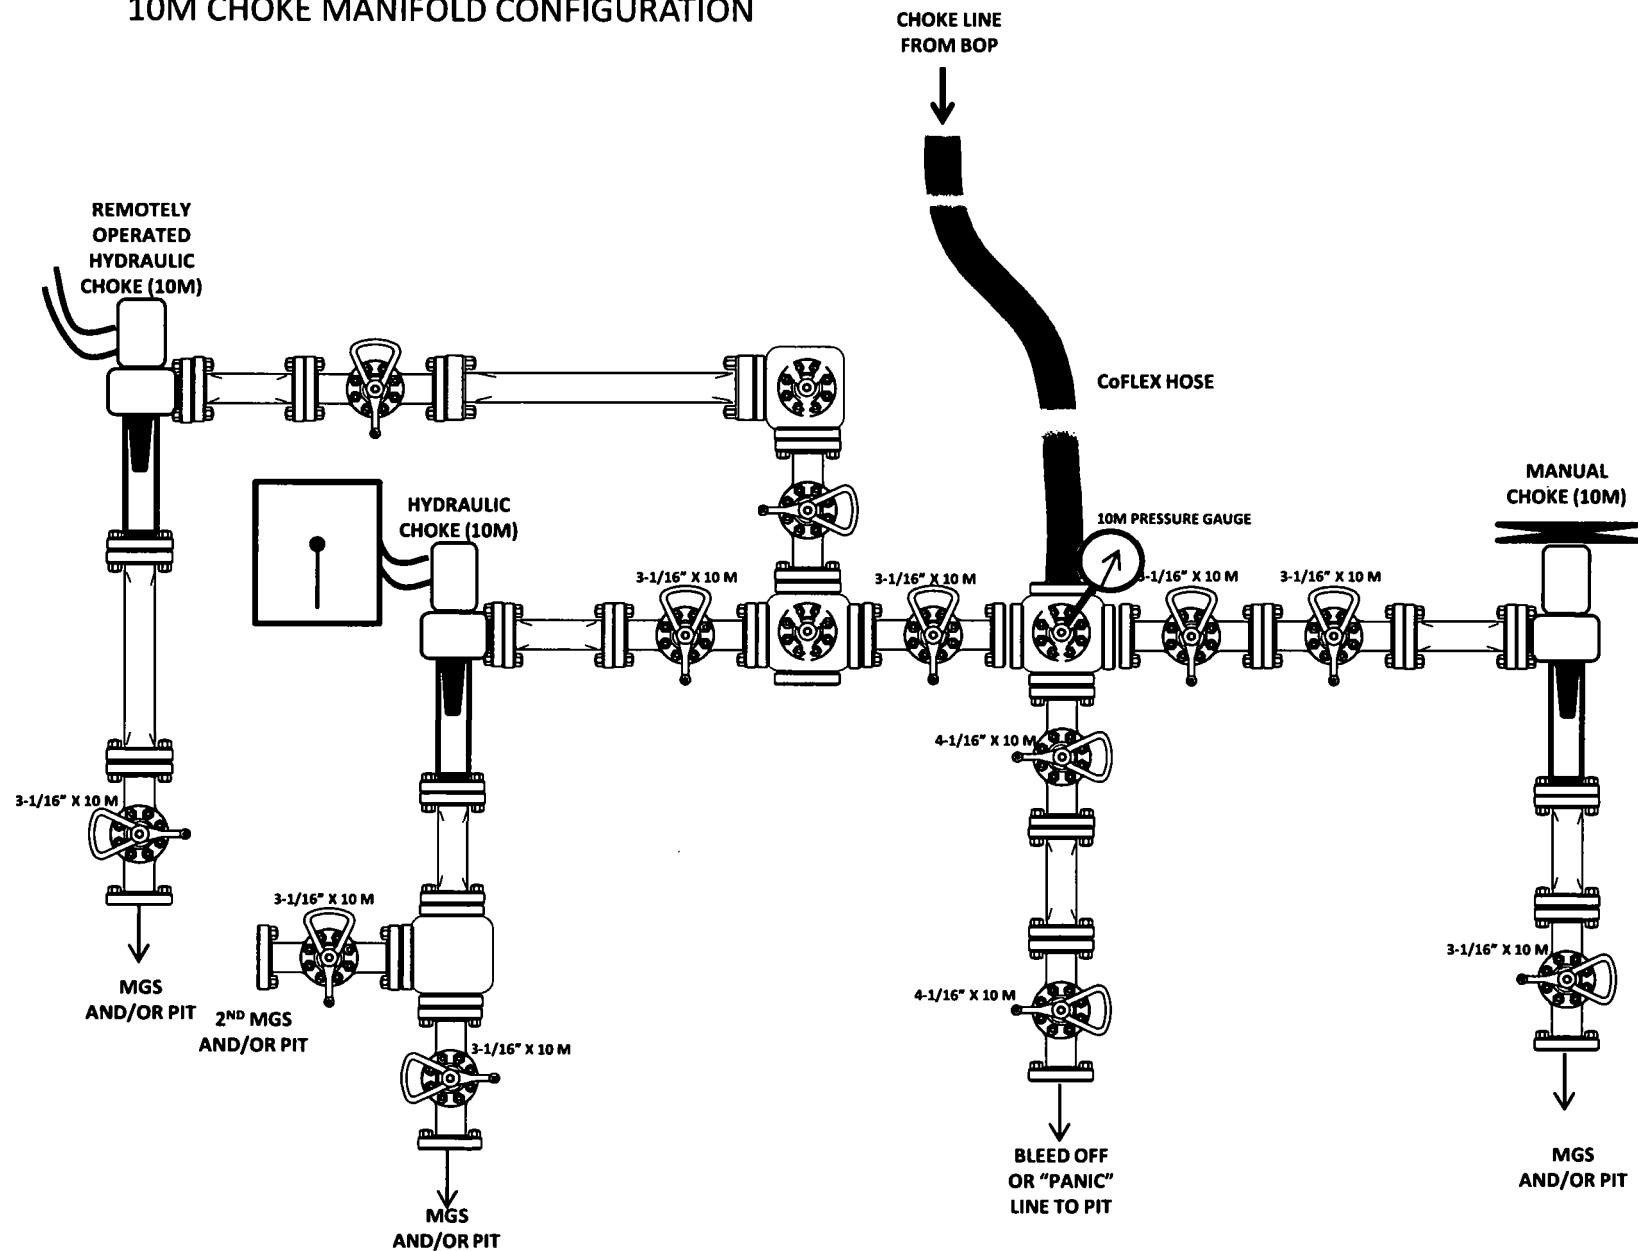 10M CHOKE MANIFOLD CONFIGURATION
CHOKE LINE
FROM BOP
REMOTELY
OPERATED
HYDRAULIC
CHOKE (10M)
CoFLEX HOSE
MANUAL
CHOKE (10M)
HYDRAULIC
CHOKE (10M)
10M PRESSURE GAUGE
3-1/16" X 10 M
3-1/16" X 10 M
3-1/16" X 10 M
3-1/16" X 10 M
4-1/16" X 10 M
3-1/16" X 10 M
3-1/16" X 10 M
3-1/16" X 10 M
4-1/16" X 10 M
MGS
AND/OR PIT
2ND MGS
AND/OR PIT
3-1/16" X 10 M
BLEED OFF
OR "PANIC"
LINE TO PIT
MGS
AND/OR PIT
MGS
AND/OR PIT